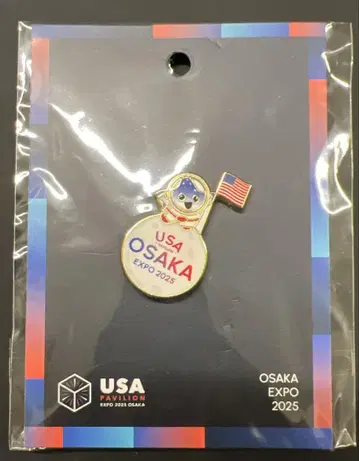 USA
OSAKA
EXPO 2025
USA
PAVILION
EXPO 2025 OSAKA
OSAKA
EXPO
2025